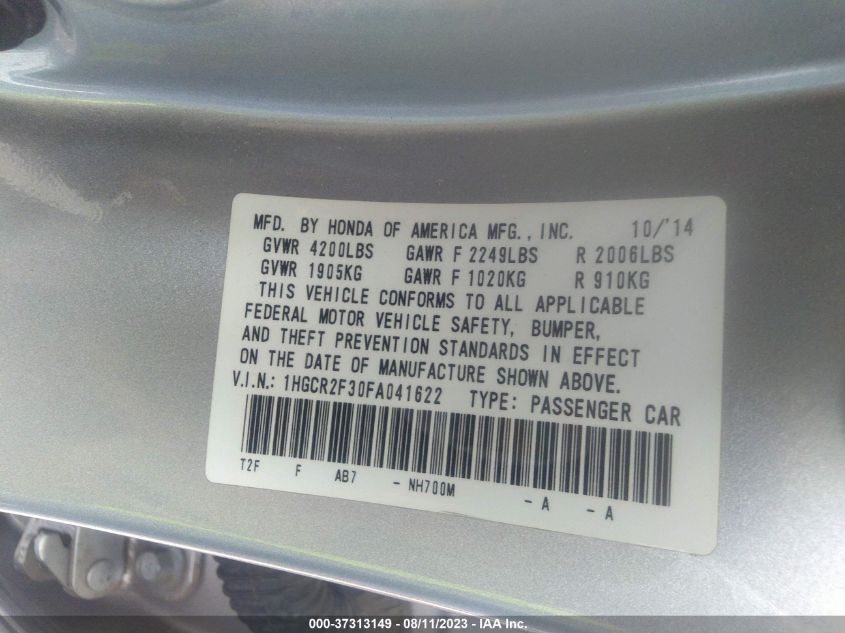 MFD. BY HONDA OF AMERICA MFG., INC. 10/'14
GVWR 4200LBS GAWR F 2249LBS R 2006LBS
GVWR 1905KG GAWR F 1020KG R 910KG
THIS VEHICLE CONFORMS TO ALL APPLICABLE
FEDERAL MOTOR VEHICLE SAFETY, BUMPER,
AND THEFT PREVENTION STANDARDS IN EFFECT
ON THE DATE OF MANUFACTURE SHOWN ABOVE.
V.I.N.: 1HGCR2F30FA041622 TYPE: PASSENGER CAR
T2F F AB7 - NH700M - A - A
000-37313149 - 08/11/2023 - IAA Inc.